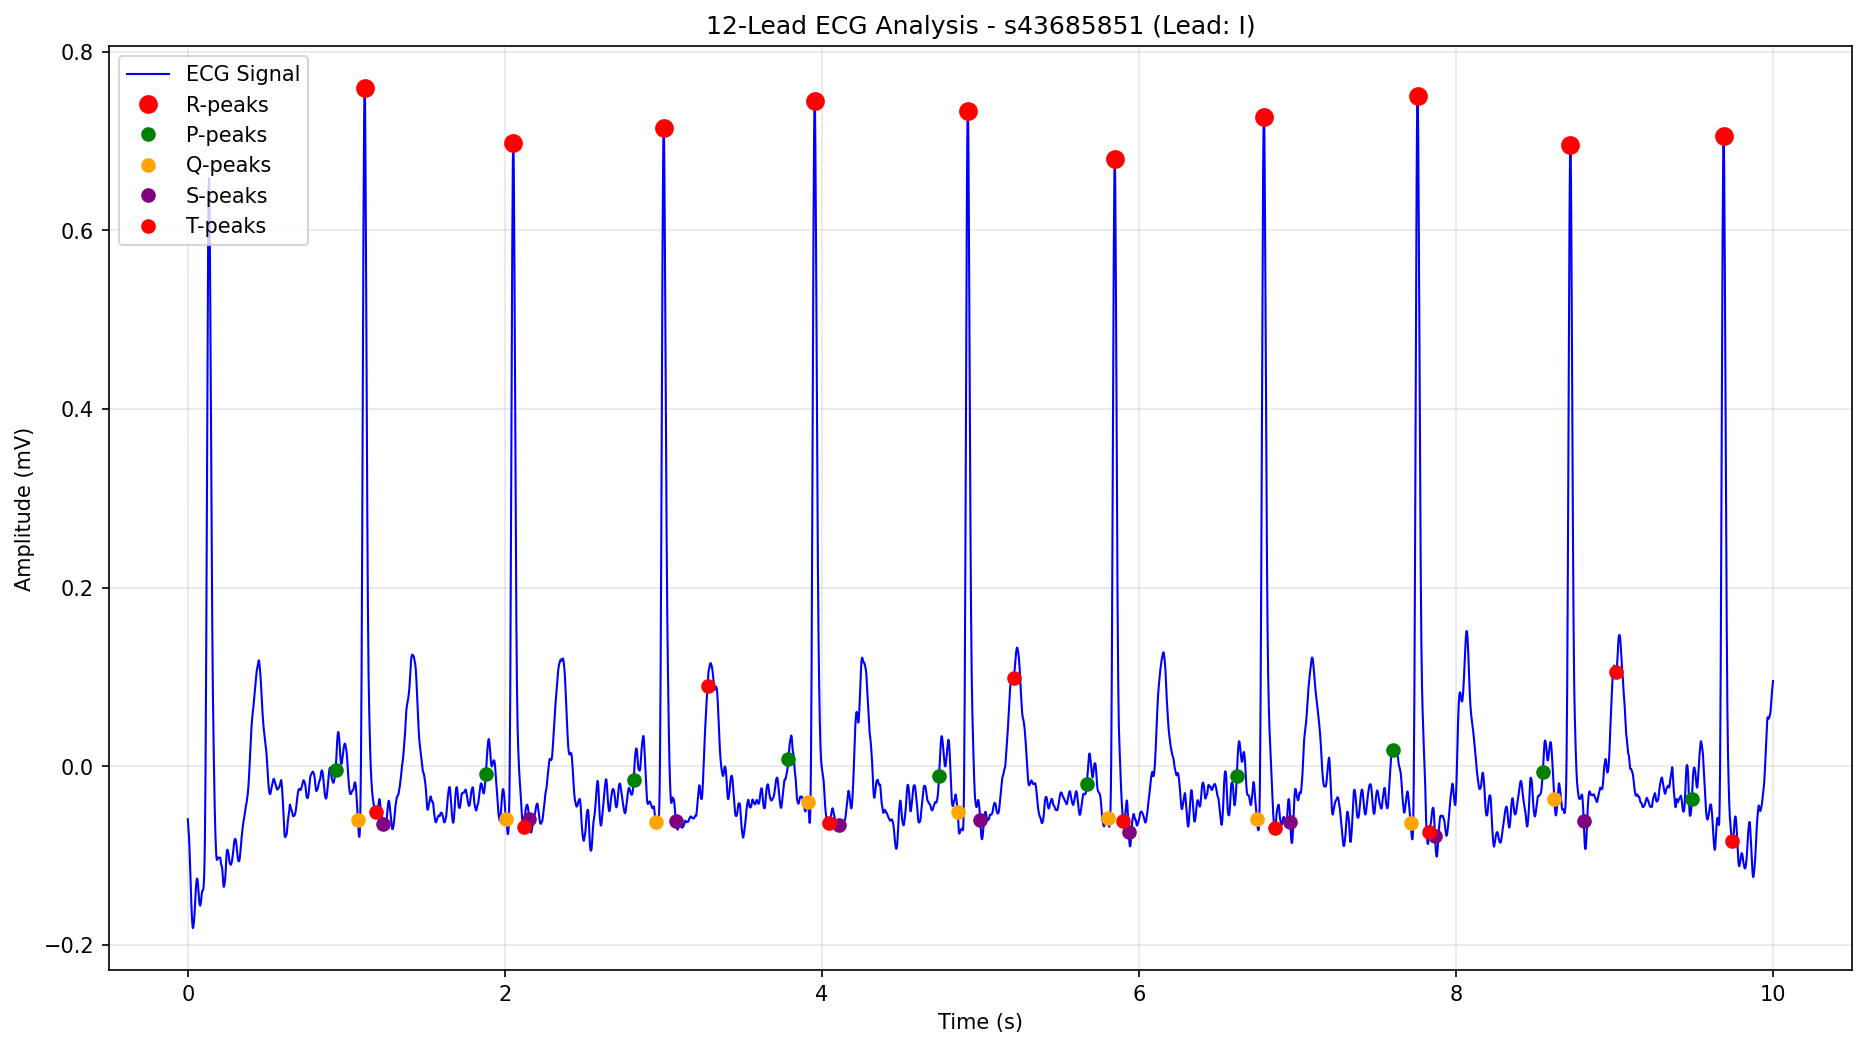 12-Lead ECG Analysis - s43685851 (Lead: I)
ECG Signal
R-peaks
P-peaks
Q-peaks
S-peaks
T-peaks
0.8
0.6
0.4
0.2
0.0
−0.2
Amplitude (mV)
0 2 4 6 8 10
Time (s)